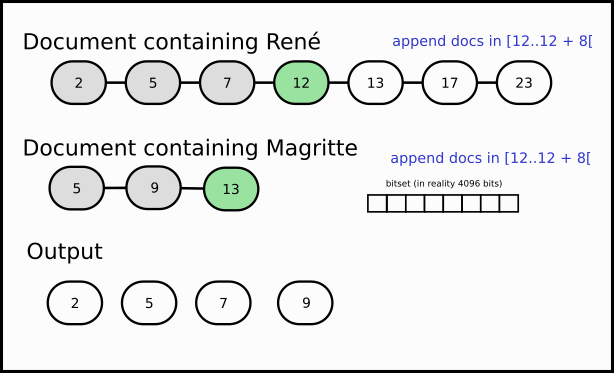 Document containing René
append docs in [12..12 + 8[
2 5 7 12 13 17 23
Document containing Magritte
append docs in [12..12 + 8[
5 9 13
bitset (in reality 4096 bits)
Output
2 5 7 9